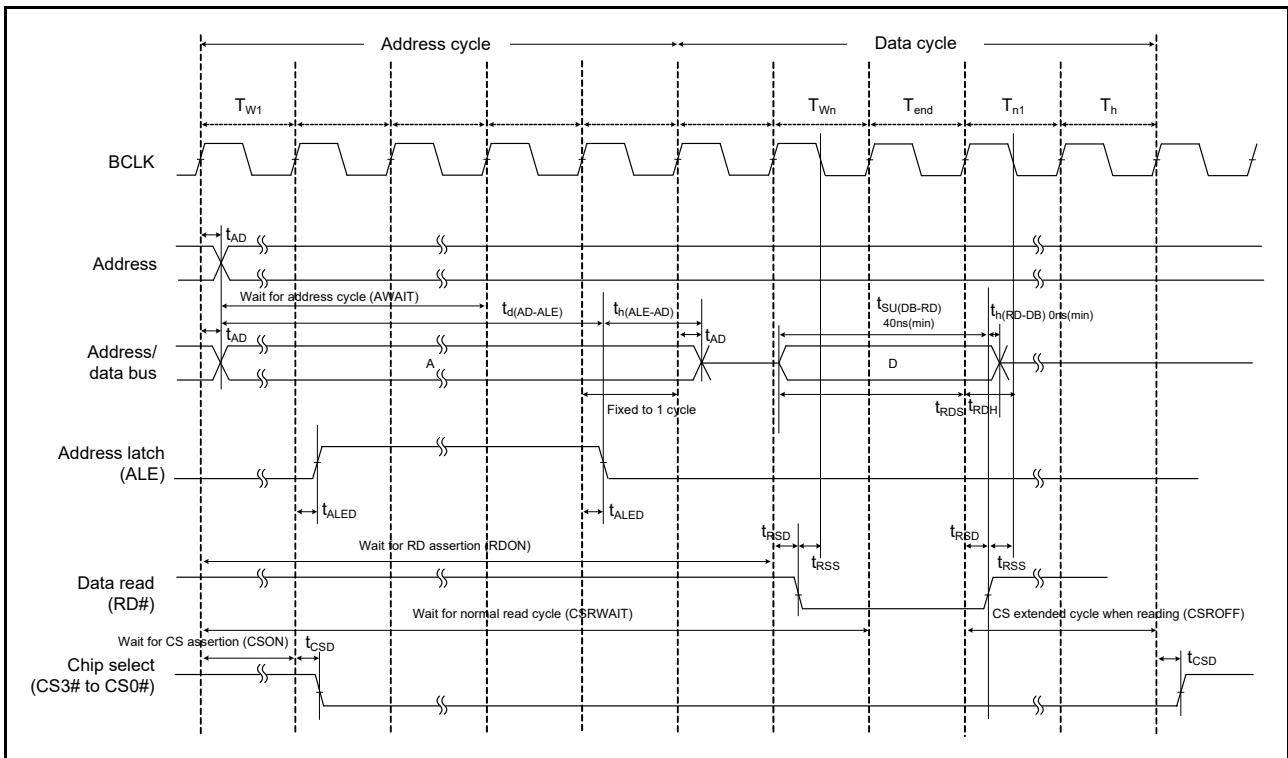 Address cycle
Data cycle
TW1
TWn
Tend
Tn1
Th
BCLK
tAD
Address
Wait for address cycle (AWAIT)
td(AD-ALE)
th(ALE-AD)
tSU(DB-RD)
40ns(min)
th(RD-DB) 0ns(min)
tAD
tAD
Address/
data bus
A
D
Fixed to 1 cycle
tRDS
tRDH
Address latch
(ALE)
tALED
tALED
tRSD
tRSD
Wait for RD assertion (RDON)
tRSS
tRSS
Data read
(RD#)
Wait for normal read cycle (CSRWAIT)
CS extended cycle when reading (CSROFF)
Wait for CS assertion (CSON)
tCSD
tCSD
Chip select
(CS3# to CS0#)